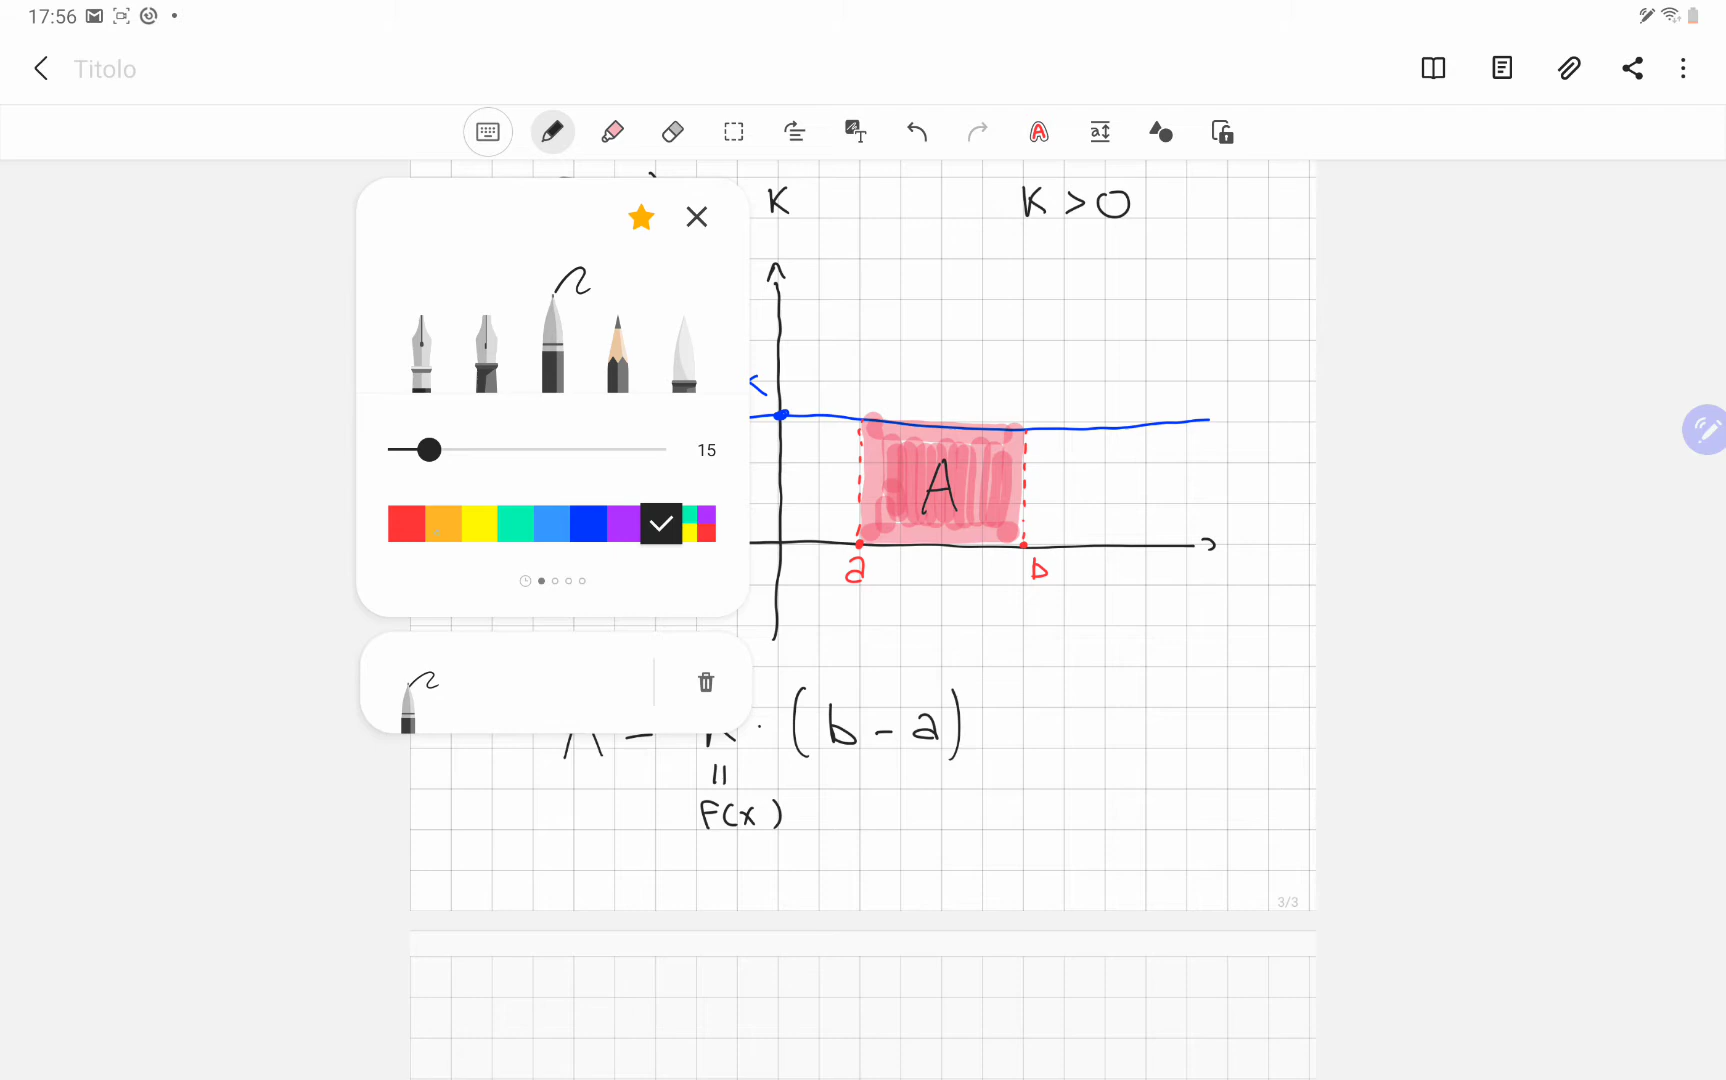 17:56
Titolo
K K > 0
15
A
a b
A = K · (b - a)
=
F(x)
3/3